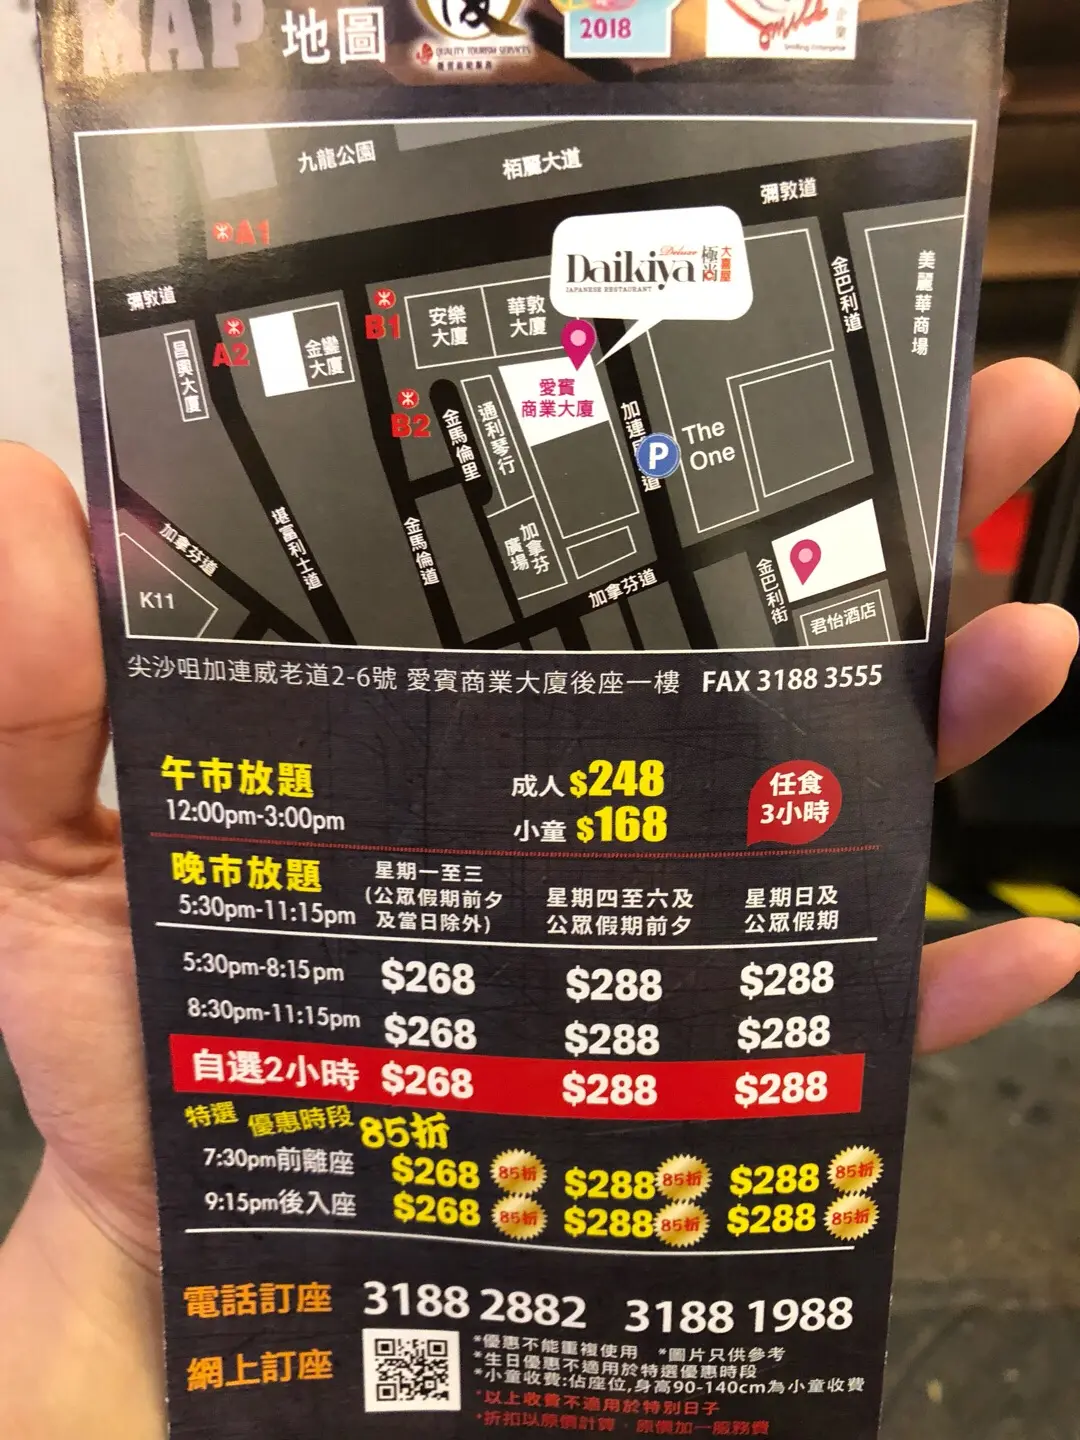 MAP 地圖
QUALITY TOURISM SERVICES
2018
Smiling Enterprise
九龍公園
栢麗大道
彌敦道
A1
Daikiya Deluxe 極尚 大喜屋
JAPANESE RESTAURANT
彌敦道
A2
B1
安樂大廈
華敦大廈
金巴利道
美麗華商場
昌興大廈
金鑾大廈
愛賓商業大廈
B2
金馬倫里
通利琴行
P
The One
加拿芬道
堪富利士道
金馬倫道
加拿芬廣場
加拿芬道
金巴利街
K11
君怡酒店
尖沙咀加連威老道2-6號 愛賓商業大廈後座一樓 FAX 3188 3555
午市放題 成人 $248 任食
12:00pm-3:00pm 小童 $168 3小時
晚市放題 星期一至三
5:30pm-11:15pm (公眾假期前夕 星期四至六及 星期日及
及當日除外) 公眾假期前夕 公眾假期
5:30pm-8:15pm $268 $288 $288
8:30pm-11:15pm $268 $288 $288
自選2小時 $268 $288 $288
特選 優惠時段 85折
7:30pm前離座 $268 85折 $288 85折 $288 85折
9:15pm後入座 $268 85折 $288 85折 $288 85折
電話訂座 3188 2882 3188 1988
網上訂座
*優惠不能重複使用 *圖片只供參考
*生日優惠不適用於特選優惠時段
*小童收費:佔座位,身高90-140cm為小童收費
*以上收費不適用於特別日子
*折扣以原價計算，原價加一服務費